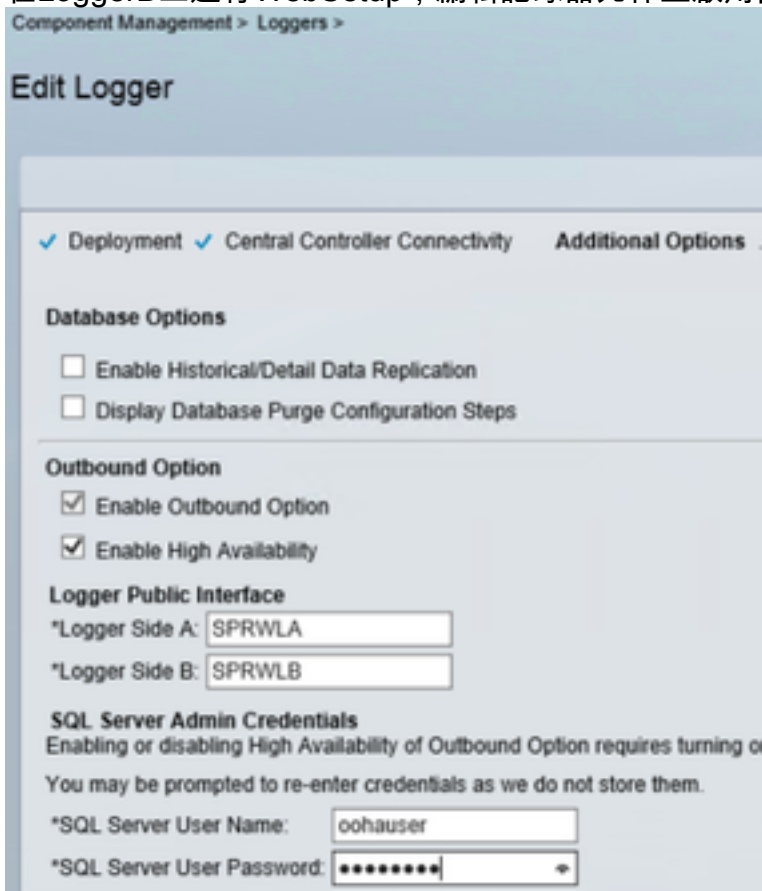 Component Management > Loggers >
Edit Logger
Deployment
Central Controller Connectivity
Additional Options
Database Options
Enable Historical/Detail Data Replication
Display Database Purge Configuration Steps
Outbound Option
Enable Outbound Option
Enable High Availability
Logger Public Interface
*Logger Side A: SPRWLA
*Logger Side B: SPRWLB
SQL Server Admin Credentials
Enabling or disabling High Availability of Outbound Option requires turning
You may be prompted to re-enter credentials as we do not store them.
*SQL Server User Name: oohauser
*SQL Server User Password: ••••••••